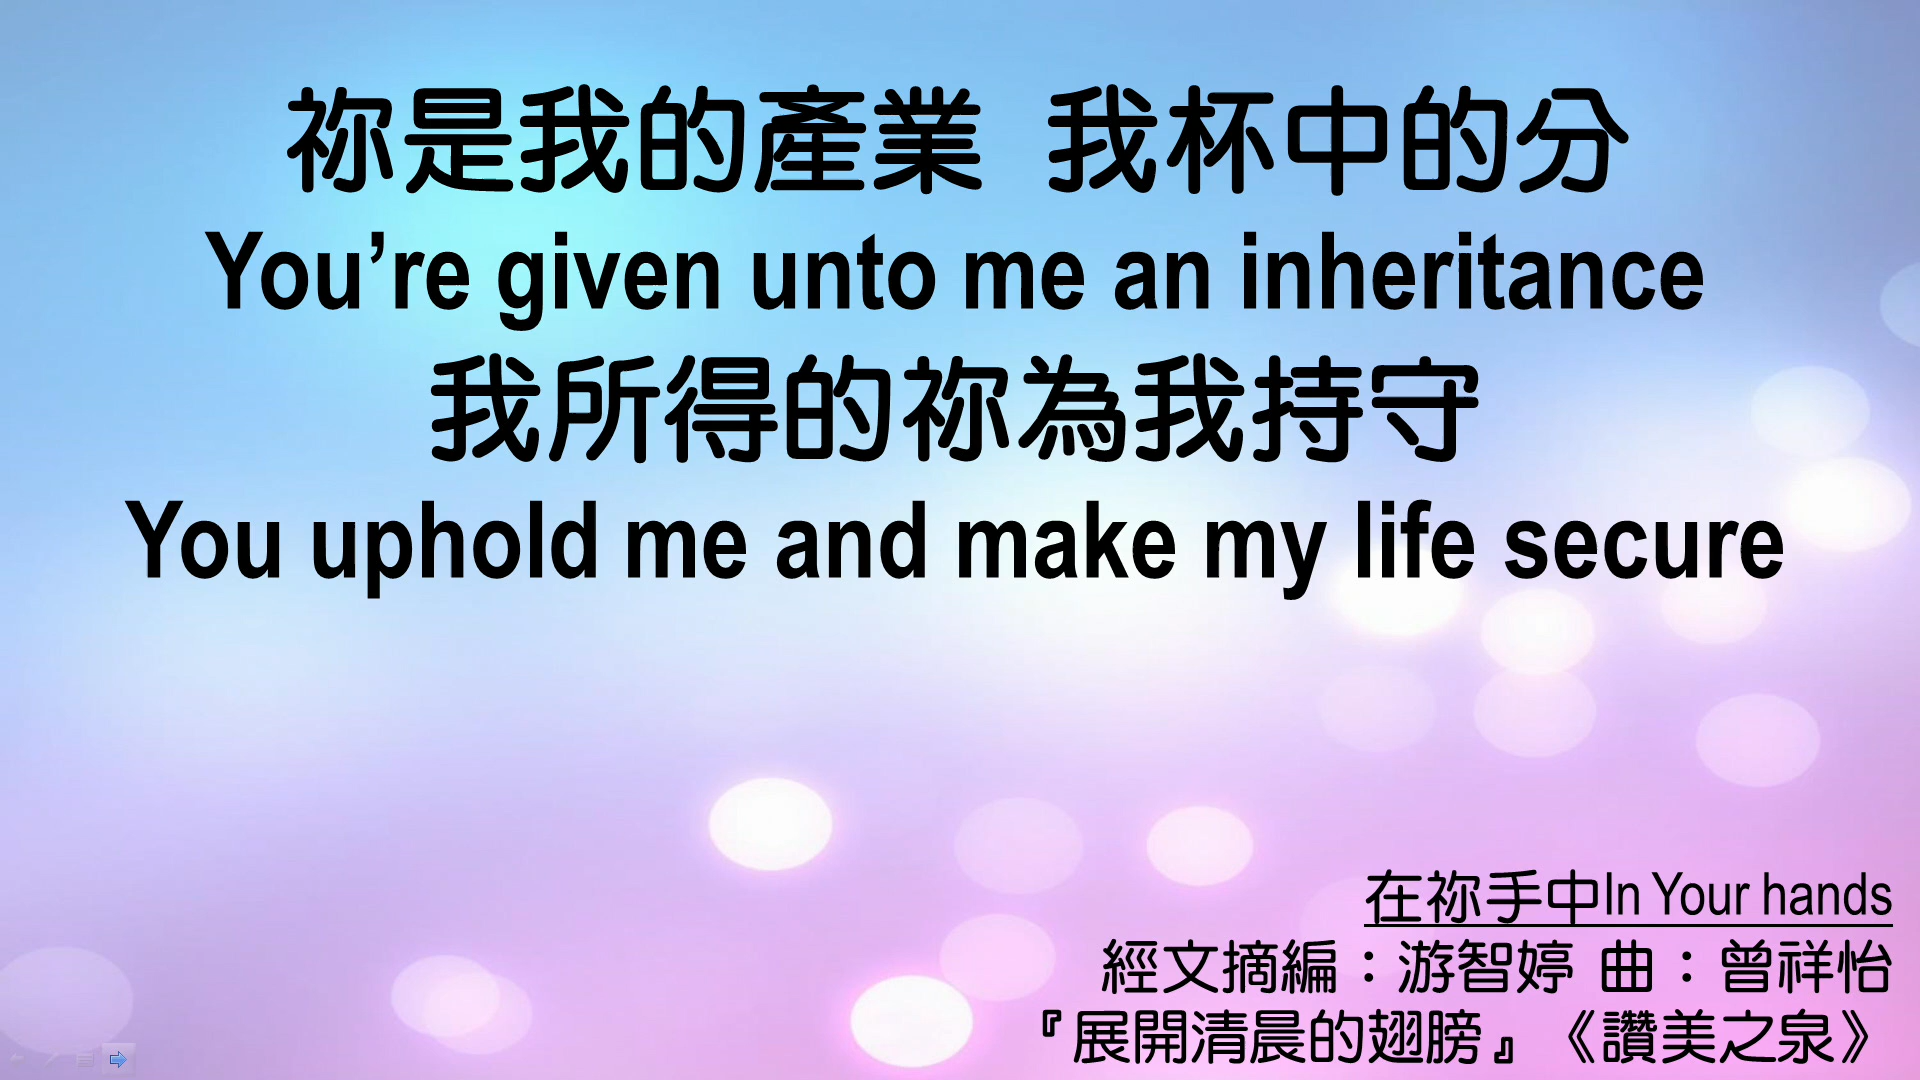 祢是我的產業 我杯中的分
You’re given unto me an inheritance
我所得的祢為我持守
You uphold me and make my life secure
在祢手中In Your hands
經文摘編：游智婷 曲：曾祥怡
『展開清晨的翅膀』《讚美之泉》